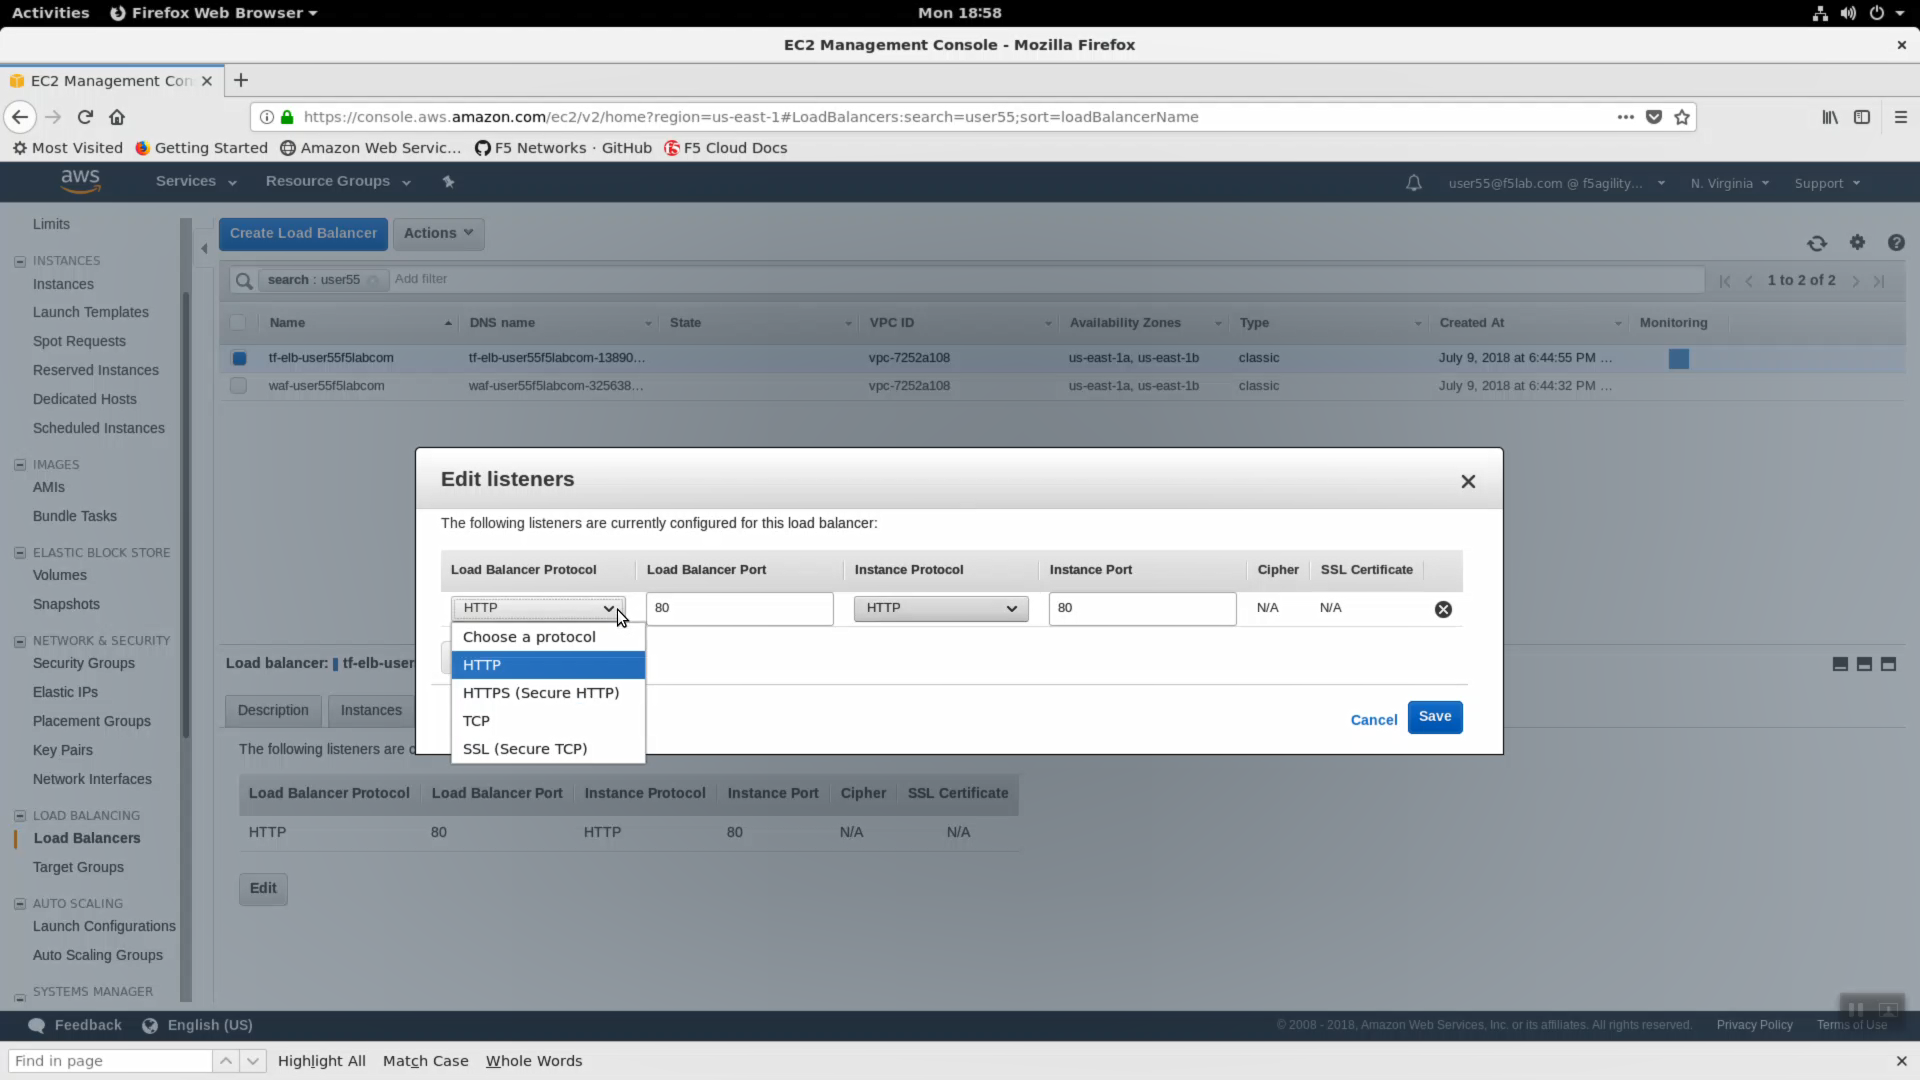 Activities Firefox Web Browser Mon 18:58
EC2 Management Console - Mozilla Firefox
EC2 Management Con
https://console.aws.amazon.com/ec2/v2/home?region=us-east-1#LoadBalancers:search=user55;sort=loadBalancerName
Most Visited Getting Started Amazon Web Servic... F5 Networks · GitHub F5 Cloud Docs
aws Services Resource Groups user55@f5lab.com @ f5agility... N. Virginia Support
Limits
INSTANCES
Instances
Launch Templates
Spot Requests
Reserved Instances
Dedicated Hosts
Scheduled Instances
IMAGES
AMIs
Bundle Tasks
ELASTIC BLOCK STORE
Volumes
Snapshots
NETWORK & SECURITY
Security Groups
Elastic IPs
Placement Groups
Key Pairs
Network Interfaces
LOAD BALANCING
Load Balancers
Target Groups
AUTO SCALING
Launch Configurations
Auto Scaling Groups
SYSTEMS MANAGER
Create Load Balancer Actions
search : user55 Add filter 1 to 2 of 2
Name DNS name State VPC ID Availability Zones Type Created At Monitoring
tf-elb-user55f5labcom tf-elb-user55f5labcom-13890... vpc-7252a108 us-east-1a, us-east-1b classic July 9, 2018 at 6:44:55 PM ...
waf-user55f5labcom waf-user55f5labcom-325638... vpc-7252a108 us-east-1a, us-east-1b classic July 9, 2018 at 6:44:32 PM ...
Edit listeners
The following listeners are currently configured for this load balancer:
Load Balancer Protocol Load Balancer Port Instance Protocol Instance Port Cipher SSL Certificate
HTTP 80 HTTP 80 N/A N/A
Choose a protocol
HTTP
HTTPS (Secure HTTP)
TCP
SSL (Secure TCP)
Cancel Save
Load balancer: tf-elb-user
Description Instances
The following listeners are c
Load Balancer Protocol Load Balancer Port Instance Protocol Instance Port Cipher SSL Certificate
HTTP 80 HTTP 80 N/A N/A
Edit
Feedback English (US) © 2008 - 2018, Amazon Web Services, Inc. or its affiliates. All rights reserved. Privacy Policy Terms of Use
Find in page Highlight All Match Case Whole Words